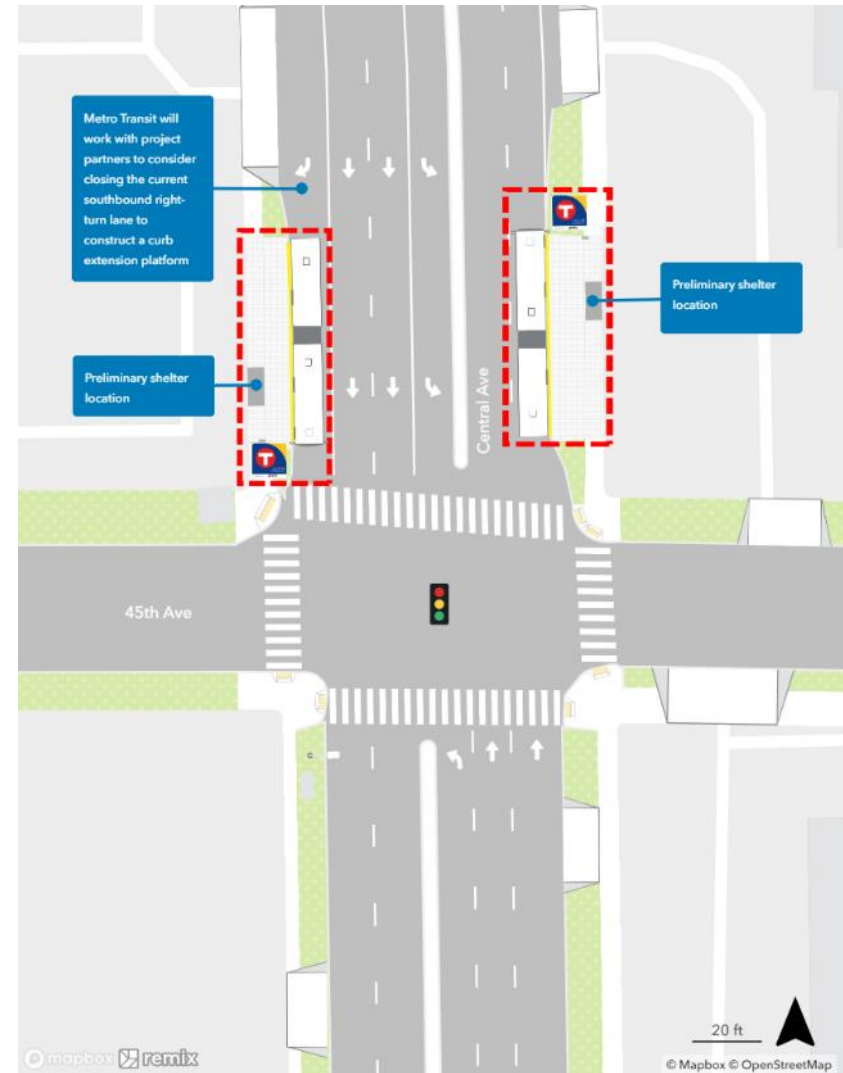 Metro Transit will
work with project
partners to consider
closing the current
southbound right-
turn lane to
construct a curb
extension platform
T
Preliminary shelter
location
Preliminary shelter
location
T
Central Ave
45th Ave
20 ft
mapbox remix
© Mapbox © OpenStreetMap